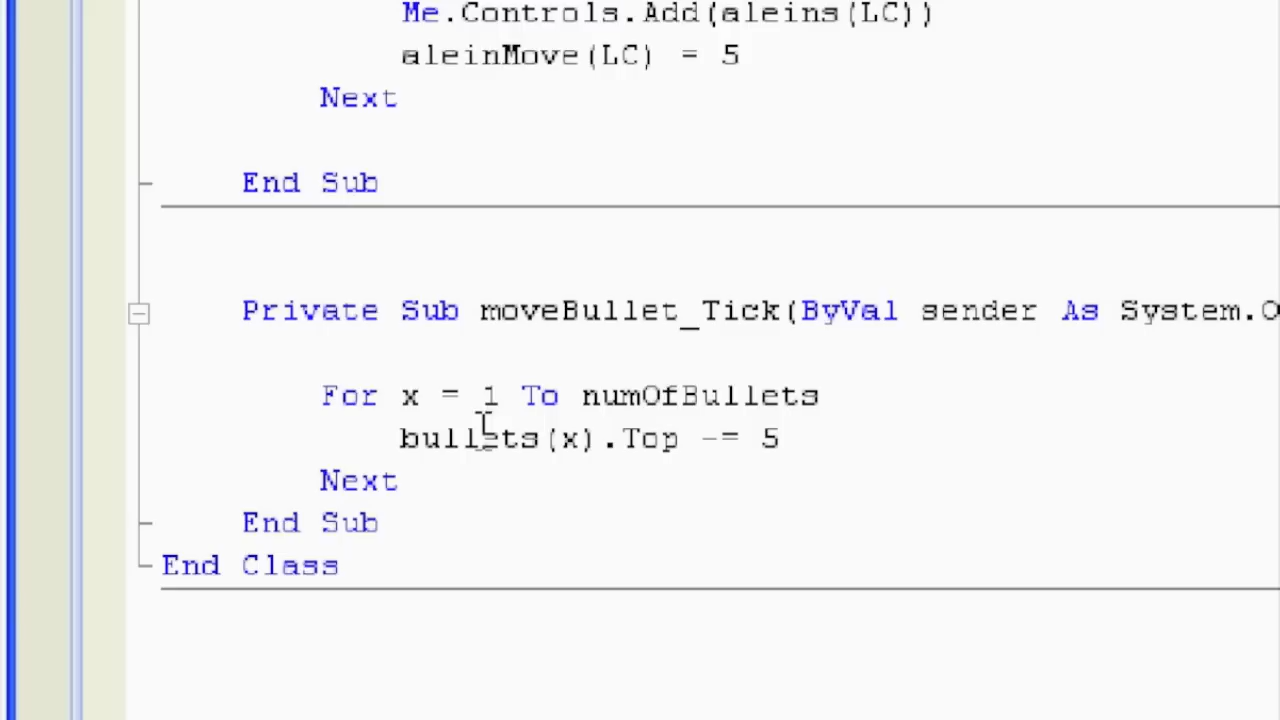 Me.Controls.Add(aleins(LC))
aleinMove(LC) = 5
Next
End Sub
Private Sub moveBullet_Tick(ByVal sender As System.O
For x = 1 To numOfBullets
bullets(x).Top -= 5
Next
End Sub
End Class